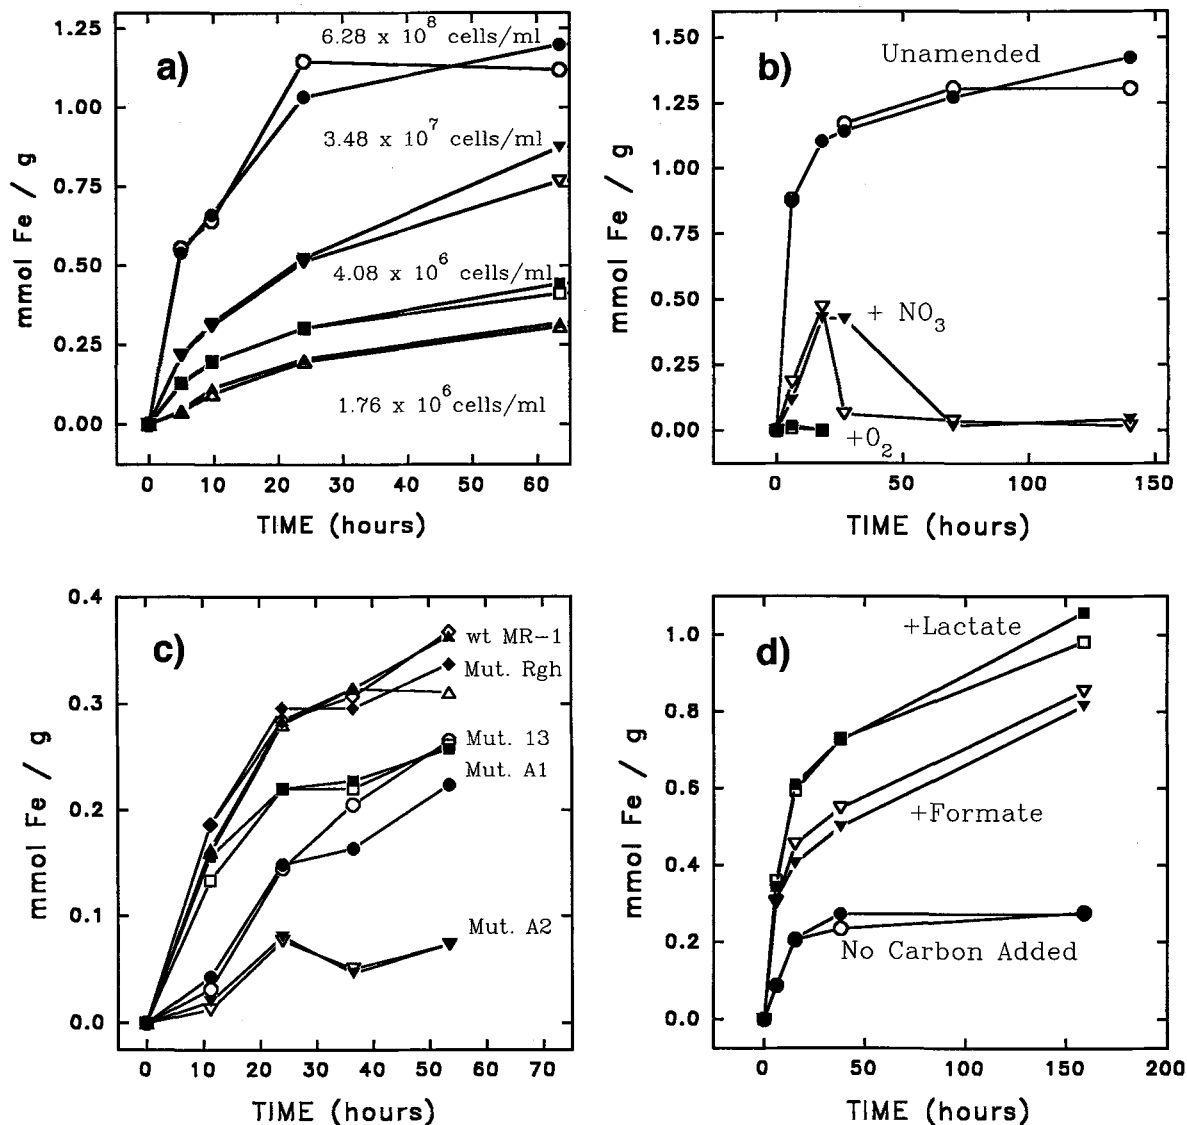 a)
6.28 x 10^8 cells/ml
3.48 x 10^7 cells/ml
4.08 x 10^6 cells/ml
1.76 x 10^6 cells/ml
mmol Fe / g
1.25
1.00
0.75
0.50
0.25
0.00
0 10 20 30 40 50 60
TIME (hours)
b)
Unamended
+ NO3
+O2
mmol Fe / g
1.50
1.25
1.00
0.75
0.50
0.25
0.00
0 50 100 150
TIME (hours)
c)
wt MR-1
Mut. Rgh
Mut. 13
Mut. A1
Mut. A2
mmol Fe / g
0.4
0.3
0.2
0.1
0.0
0 10 20 30 40 50 60 70
TIME (hours)
d)
+Lactate
+Formate
No Carbon Added
mmol Fe / g
1.0
0.8
0.6
0.4
0.2
0.0
0 50 100 150 200
TIME (hours)